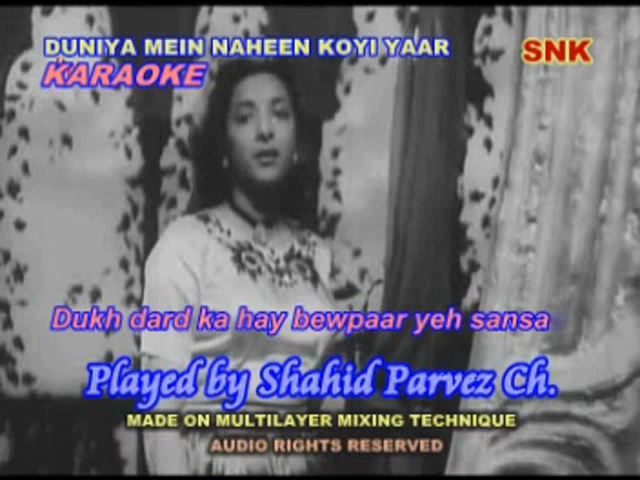 DUNIYA MEIN NAHEEN KOYI YAAR
SNK
KARAOKE
Dukh dard ka hay bewpaar yeh sansa
Played by Shahid Parvez Ch.
MADE ON MULTILAYER MIXING TECHNIQUE
AUDIO RIGHTS RESERVED